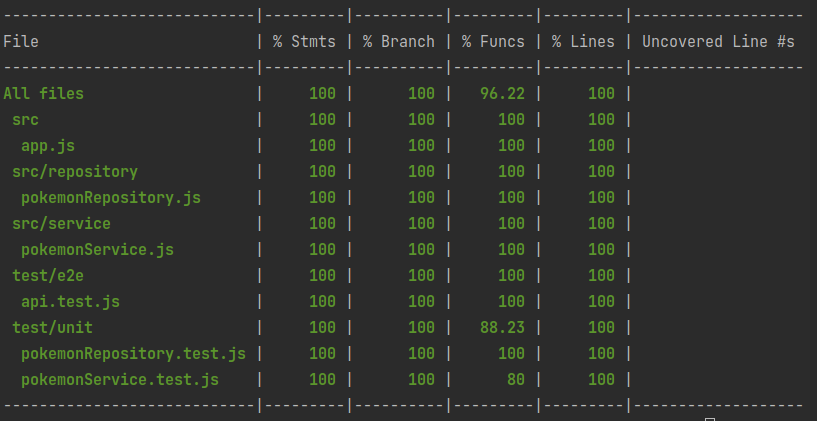 ---------------------------|---------|----------|---------|---------|-------------------
File                       | % Stmts | % Branch | % Funcs | % Lines | Uncovered Line #s
---------------------------|---------|----------|---------|---------|-------------------
All files                  |     100 |      100 |   96.22 |     100 |
 src                       |     100 |      100 |     100 |     100 |
  app.js                   |     100 |      100 |     100 |     100 |
 src/repository            |     100 |      100 |     100 |     100 |
  pokemonRepository.js     |     100 |      100 |     100 |     100 |
 src/service               |     100 |      100 |     100 |     100 |
  pokemonService.js        |     100 |      100 |     100 |     100 |
 test/e2e                  |     100 |      100 |     100 |     100 |
  api.test.js              |     100 |      100 |     100 |     100 |
 test/unit                 |     100 |      100 |   88.23 |     100 |
  pokemonRepository.test.js |     100 |      100 |     100 |     100 |
  pokemonService.test.js   |     100 |      100 |      80 |     100 |
---------------------------|---------|----------|---------|---------|-------------------